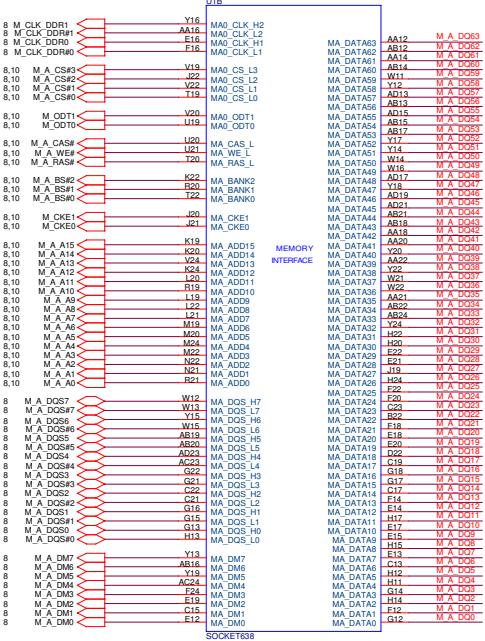 U1B
8 M_CLK_DDR1 Y16 MA0_CLK_H2
8 M_CLK_DDR#1 AA16 MA0_CLK_L2
8 M_CLK_DDR0 E16 MA0_CLK_H1
8 M_CLK_DDR#0 F16 MA0_CLK_L1
8,10 M_A_CS#3 V19 MA0_CS_L3
8,10 M_A_CS#2 J22 MA0_CS_L2
8,10 M_A_CS#1 V22 MA0_CS_L1
8,10 M_A_CS#0 T19 MA0_CS_L0
8,10 M_ODT1 V20 MA0_ODT1
8,10 M_ODT0 U19 MA0_ODT0
8,10 M_A_CAS# U20 MA_CAS_L
8,10 M_A_WE# U21 MA_WE_L
8,10 M_A_RAS# T20 MA_RAS_L
8,10 M_A_BS#2 K22 MA_BANK2
8,10 M_A_BS#1 R20 MA_BANK1
8,10 M_A_BS#0 T22 MA_BANK0
8,10 M_CKE1 J20 MA_CKE1
8,10 M_CKE0 J21 MA_CKE0
8,10 M_A_A15 K19 MA_ADD15
8,10 M_A_A14 K20 MA_ADD14
8,10 M_A_A13 V24 MA_ADD13
8,10 M_A_A12 K24 MA_ADD12
8,10 M_A_A11 L20 MA_ADD11
8,10 M_A_A10 R19 MA_ADD10
8,10 M_A_A9 L19 MA_ADD9
8,10 M_A_A8 L22 MA_ADD8
8,10 M_A_A7 L21 MA_ADD7
8,10 M_A_A6 M19 MA_ADD6
8,10 M_A_A5 M20 MA_ADD5
8,10 M_A_A4 M24 MA_ADD4
8,10 M_A_A3 M22 MA_ADD3
8,10 M_A_A2 N22 MA_ADD2
8,10 M_A_A1 N21 MA_ADD1
8,10 M_A_A0 R21 MA_ADD0
8 M_A_DQS7 W12 MA_DQS_H7
8 M_A_DQS#7 W13 MA_DQS_L7
8 M_A_DQS6 Y15 MA_DQS_H6
8 M_A_DQS#6 W15 MA_DQS_L6
8 M_A_DQS5 AB19 MA_DQS_H5
8 M_A_DQS#5 AB20 MA_DQS_L5
8 M_A_DQS4 AD23 MA_DQS_H4
8 M_A_DQS#4 AC23 MA_DQS_L4
8 M_A_DQS3 G22 MA_DQS_H3
8 M_A_DQS#3 G21 MA_DQS_L3
8 M_A_DQS2 C22 MA_DQS_H2
8 M_A_DQS#2 C21 MA_DQS_L2
8 M_A_DQS1 G16 MA_DQS_H1
8 M_A_DQS#1 G15 MA_DQS_L1
8 M_A_DQS0 G13 MA_DQS_H0
8 M_A_DQS#0 H13 MA_DQS_L0
8 M_A_DM7 Y13 MA_DM7
8 M_A_DM6 AB16 MA_DM6
8 M_A_DM5 Y19 MA_DM5
8 M_A_DM4 AC24 MA_DM4
8 M_A_DM3 F24 MA_DM3
8 M_A_DM2 E19 MA_DM2
8 M_A_DM1 C15 MA_DM1
8 M_A_DM0 E12 MA_DM0
MEMORY
INTERFACE
MA_DATA63 AA12 M_A_DQ63
MA_DATA62 AB12 M_A_DQ62
MA_DATA61 AA14 M_A_DQ61
MA_DATA60 AB14 M_A_DQ60
MA_DATA59 W11 M_A_DQ59
MA_DATA58 Y12 M_A_DQ58
MA_DATA57 AD13 M_A_DQ57
MA_DATA56 AB13 M_A_DQ56
MA_DATA55 AD15 M_A_DQ55
MA_DATA54 AB15 M_A_DQ54
MA_DATA53 AB17 M_A_DQ53
MA_DATA52 Y17 M_A_DQ52
MA_DATA51 Y14 M_A_DQ51
MA_DATA50 W14 M_A_DQ50
MA_DATA49 W16 M_A_DQ49
MA_DATA48 AD17 M_A_DQ48
MA_DATA47 Y18 M_A_DQ47
MA_DATA46 AD19 M_A_DQ46
MA_DATA45 AD21 M_A_DQ45
MA_DATA44 AB21 M_A_DQ44
MA_DATA43 AB18 M_A_DQ43
MA_DATA42 AA18 M_A_DQ42
MA_DATA41 AA20 M_A_DQ41
MA_DATA40 Y20 M_A_DQ40
MA_DATA39 AA22 M_A_DQ39
MA_DATA38 Y22 M_A_DQ38
MA_DATA37 W21 M_A_DQ37
MA_DATA36 W22 M_A_DQ36
MA_DATA35 AA21 M_A_DQ35
MA_DATA34 AB22 M_A_DQ34
MA_DATA33 AB24 M_A_DQ33
MA_DATA32 Y24 M_A_DQ32
MA_DATA31 H22 M_A_DQ31
MA_DATA30 H20 M_A_DQ30
MA_DATA29 E22 M_A_DQ29
MA_DATA28 E21 M_A_DQ28
MA_DATA27 J19 M_A_DQ27
MA_DATA26 H24 M_A_DQ26
MA_DATA25 F22 M_A_DQ25
MA_DATA24 F20 M_A_DQ24
MA_DATA23 C23 M_A_DQ23
MA_DATA22 B22 M_A_DQ22
MA_DATA21 F18 M_A_DQ21
MA_DATA20 E18 M_A_DQ20
MA_DATA19 E20 M_A_DQ19
MA_DATA18 D22 M_A_DQ18
MA_DATA17 C19 M_A_DQ17
MA_DATA16 G18 M_A_DQ16
MA_DATA15 G17 M_A_DQ15
MA_DATA14 C17 M_A_DQ14
MA_DATA13 F14 M_A_DQ13
MA_DATA12 E14 M_A_DQ12
MA_DATA11 H17 M_A_DQ11
MA_DATA10 E17 M_A_DQ10
MA_DATA9 E15 M_A_DQ9
MA_DATA8 H15 M_A_DQ8
MA_DATA7 E13 M_A_DQ7
MA_DATA6 C13 M_A_DQ6
MA_DATA5 H12 M_A_DQ5
MA_DATA4 H11 M_A_DQ4
MA_DATA3 G14 M_A_DQ3
MA_DATA2 H14 M_A_DQ2
MA_DATA1 F12 M_A_DQ1
MA_DATA0 G12 M_A_DQ0
SOCKET638